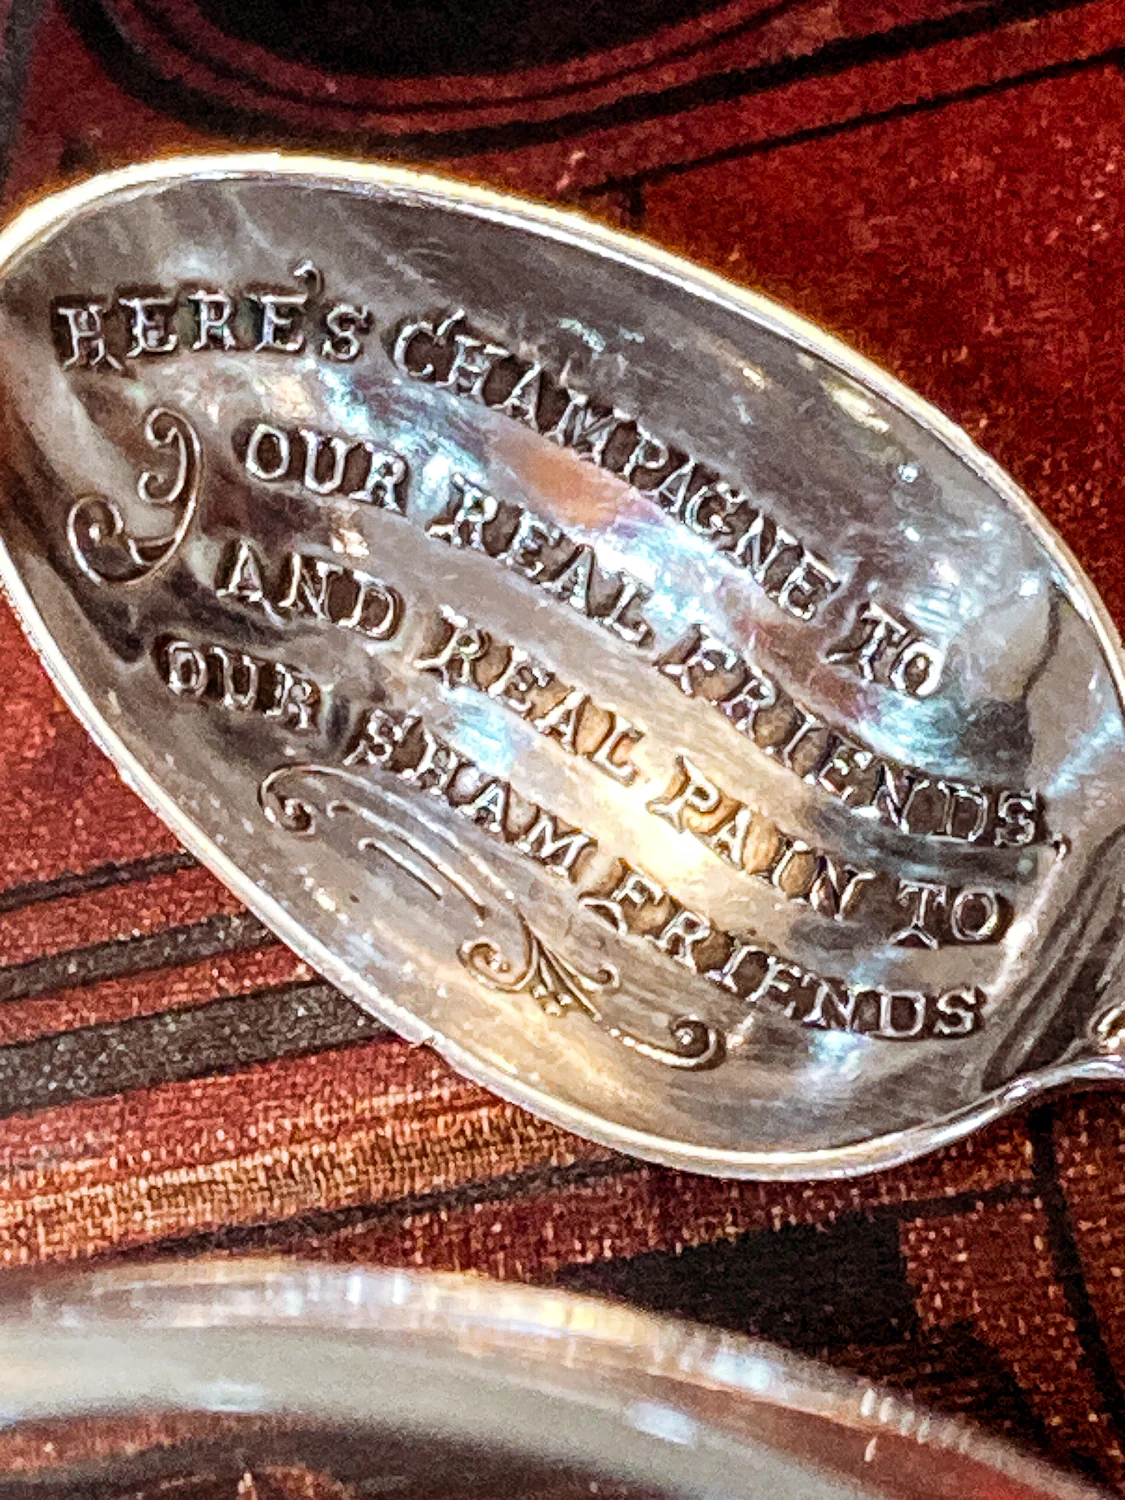 HERE'S CHAMPAGNE TO
OUR REAL FRIENDS,
AND REAL PAIN TO
OUR SHAM FRIENDS